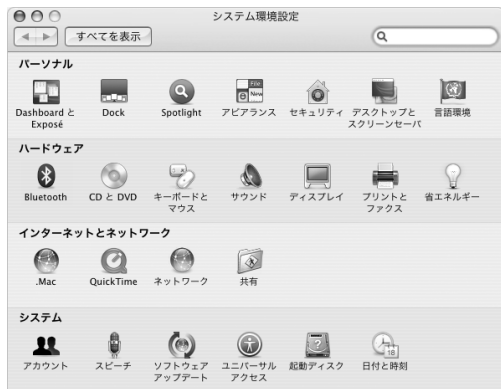 システム環境設定
すべてを表示
パーソナル
Dashboard と
Exposé
Dock
Spotlight
アピアランス
セキュリティ
デスクトップと
スクリーンセーバ
言語環境
File
New
ハードウェア
Bluetooth
CD と DVD
キーボードと
マウス
サウンド
ディスプレイ
プリントと
ファクス
省エネルギー
インターネットとネットワーク
.Mac
QuickTime
ネットワーク
共有
システム
アカウント
スピーチ
ソフトウェア
アップデート
ユニバーサル
アクセス
起動ディスク
日付と時刻
?
18